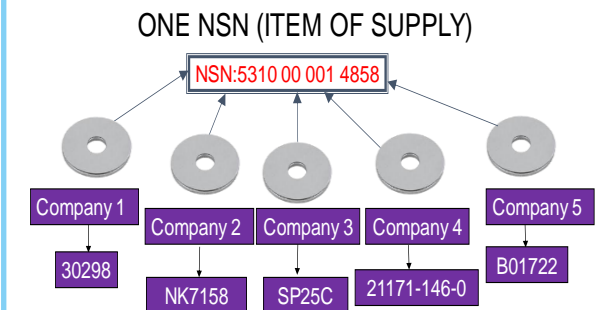 ONE NSN (ITEM OF SUPPLY)
NSN:5310 00 001 4858
Company 1
Company 2
Company 3
Company 4
Company 5
30298
NK7158
SP25C
21171-146-0
B01722